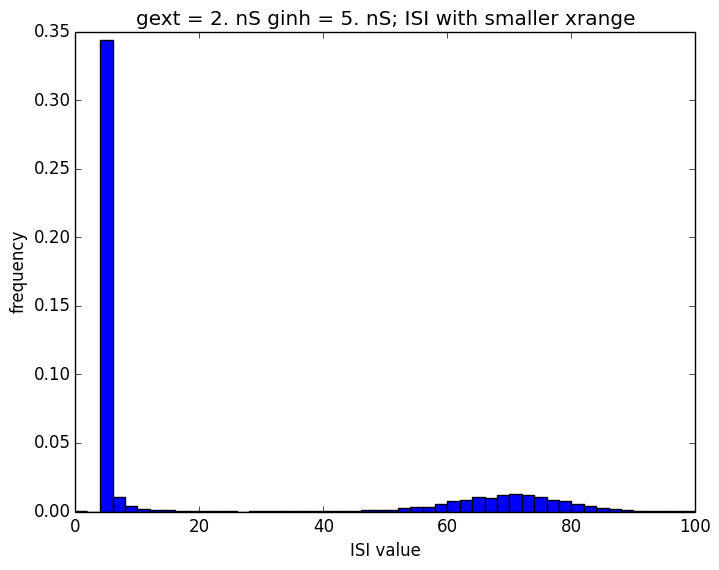 gext = 2. nS ginh = 5. nS; ISI with smaller xrange
0.35
0.30
0.25
0.20
0.15
0.10
0.05
0.00
frequency
0 20 40 60 80 100
ISI value